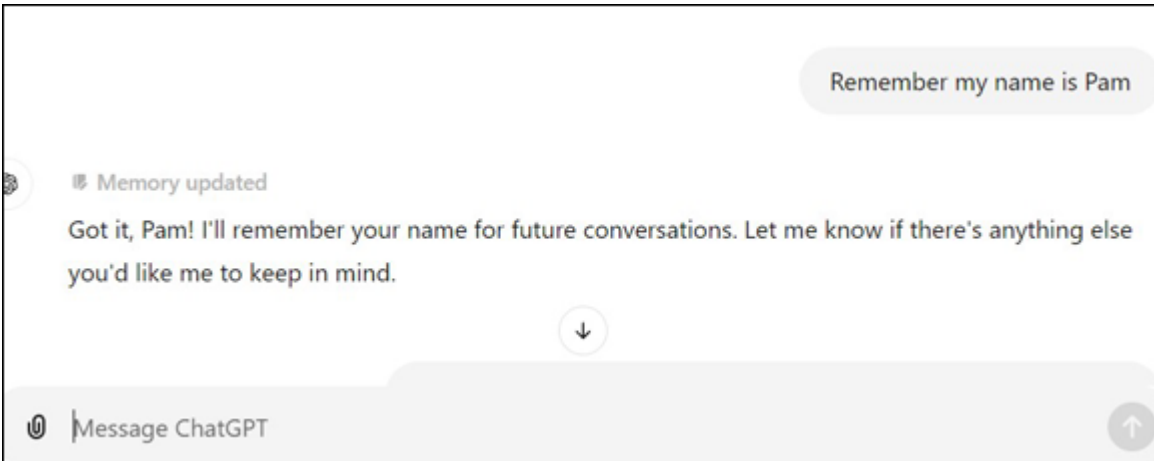 Remember my name is Pam
Memory updated
Got it, Pam! I'll remember your name for future conversations. Let me know if there's anything else
you'd like me to keep in mind.
Message ChatGPT